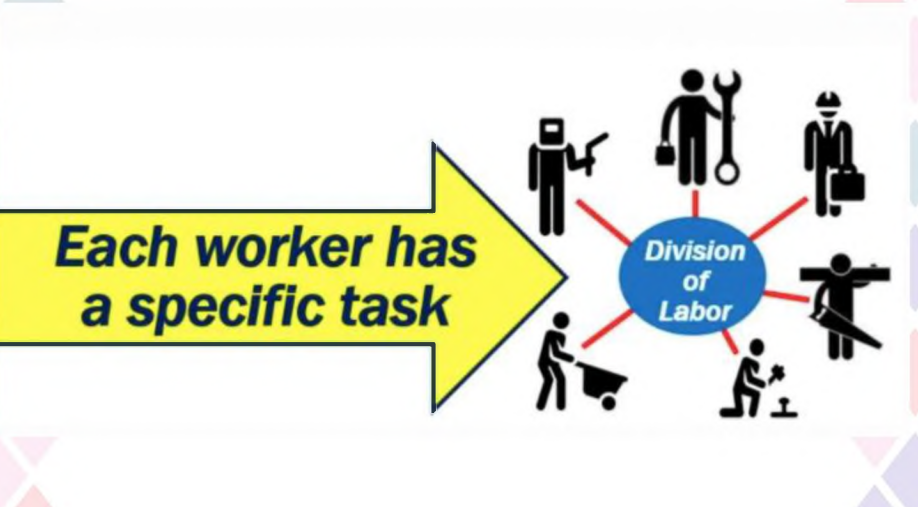 Each worker has
a specific task
Division
of
Labor